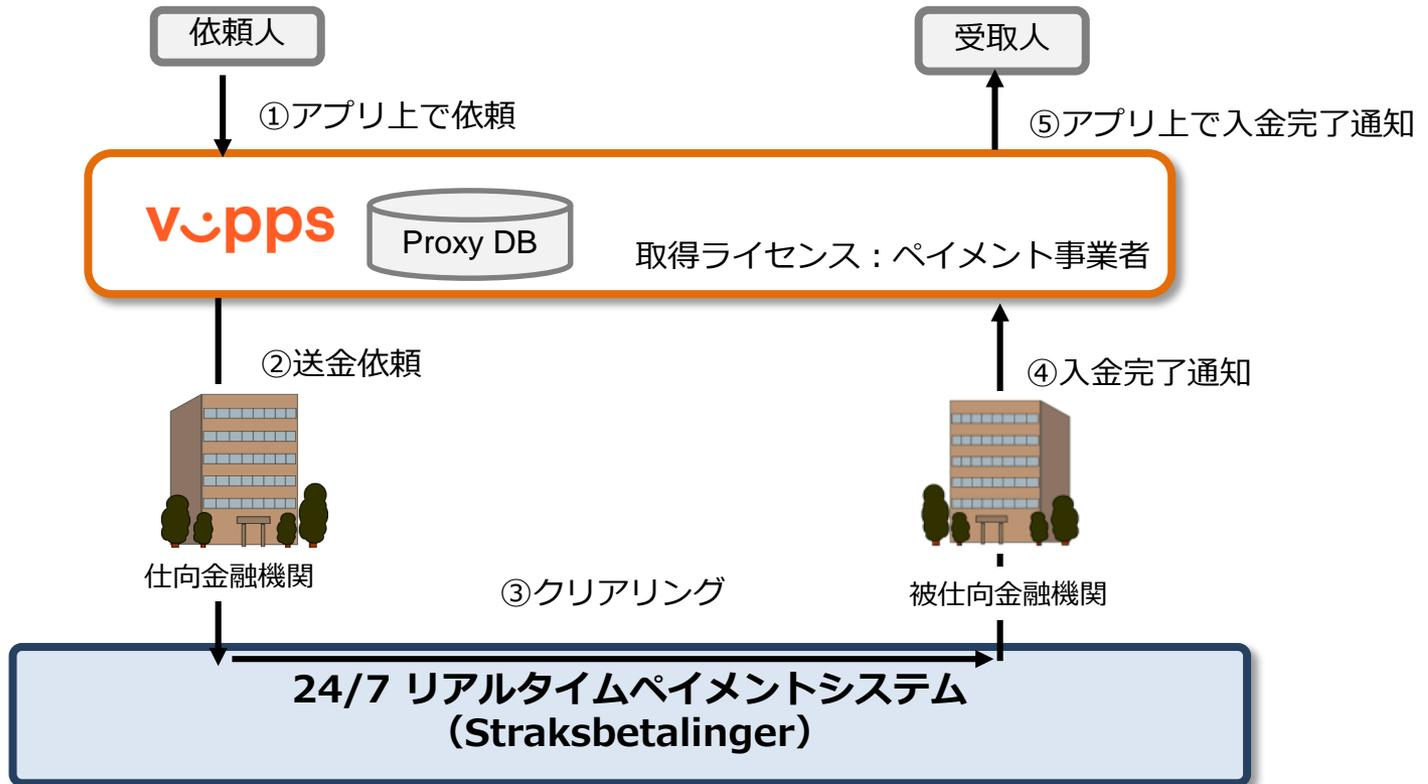 依頼人
受取人
①アプリ上で依頼
⑤アプリ上で入金完了通知
vipps
Proxy DB
取得ライセンス：ペイメント事業者
②送金依頼
④入金完了通知
仕向金融機関
③クリアリング
被仕向金融機関
24/7 リアルタイムペイメントシステム
（Straksbetalinger）